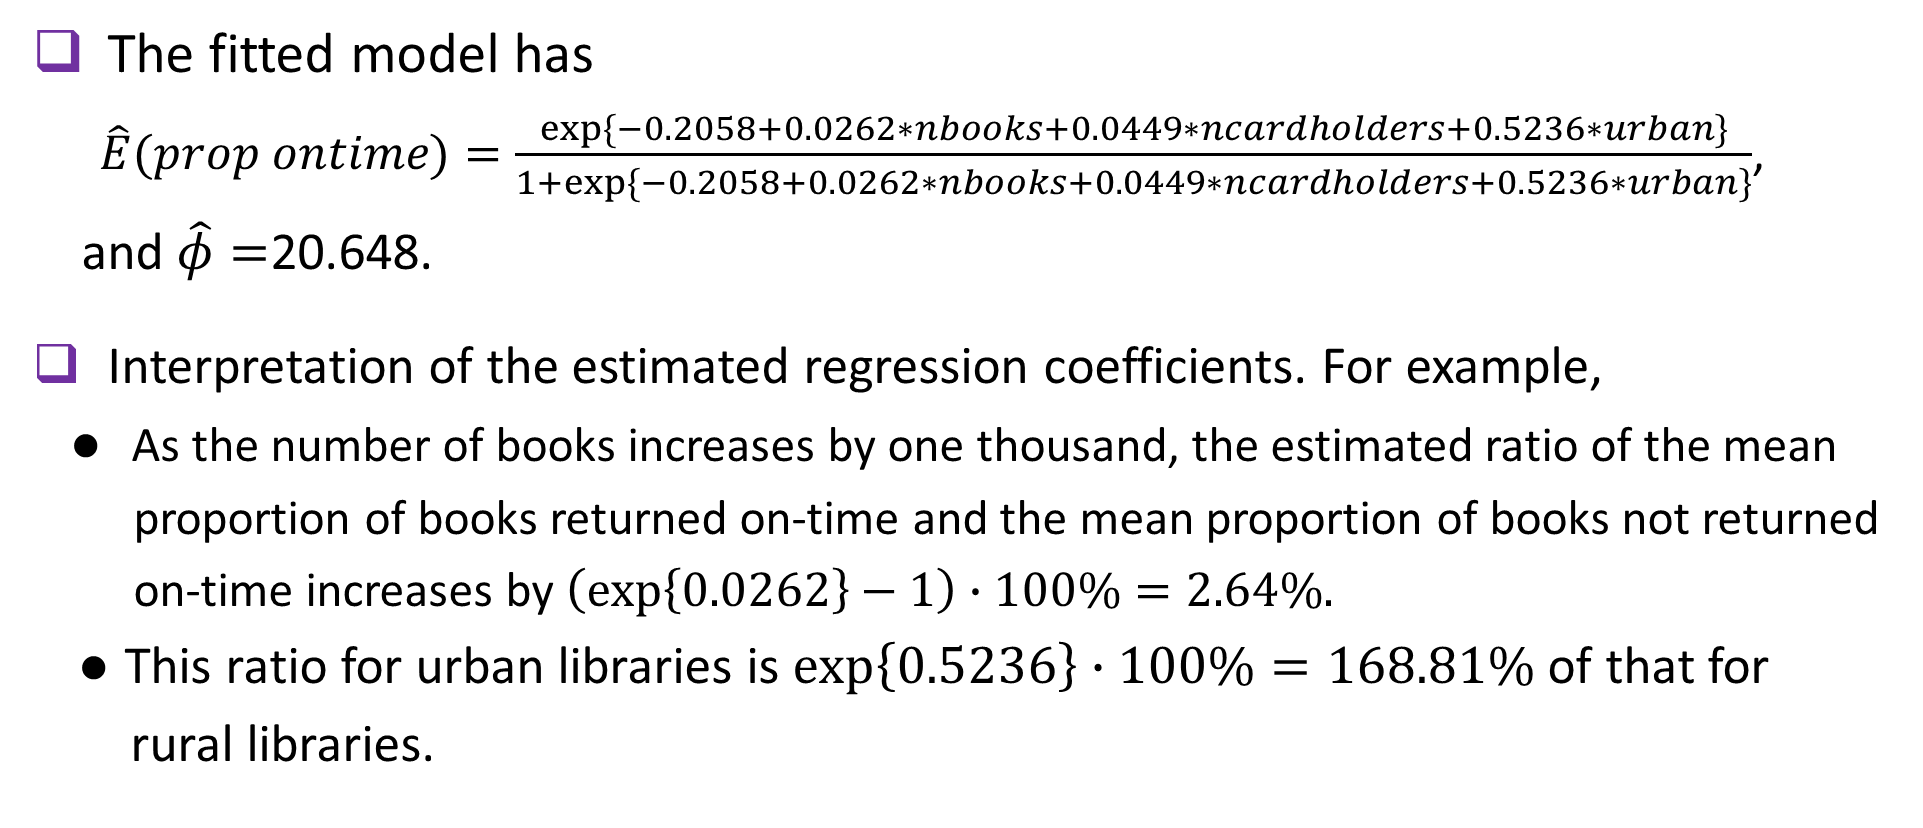 ❑ The fitted model has
Ê(prop ontime) = exp{−0.2058+0.0262∗nbooks+0.0449∗ncardholders+0.5236∗urban} / 1+exp{−0.2058+0.0262∗nbooks+0.0449∗ncardholders+0.5236∗urban},
and ϕ̂ =20.648.
❑ Interpretation of the estimated regression coefficients. For example,
● As the number of books increases by one thousand, the estimated ratio of the mean
proportion of books returned on-time and the mean proportion of books not returned
on-time increases by (exp{0.0262} − 1) · 100% = 2.64%.
● This ratio for urban libraries is exp{0.5236} · 100% = 168.81% of that for
rural libraries.